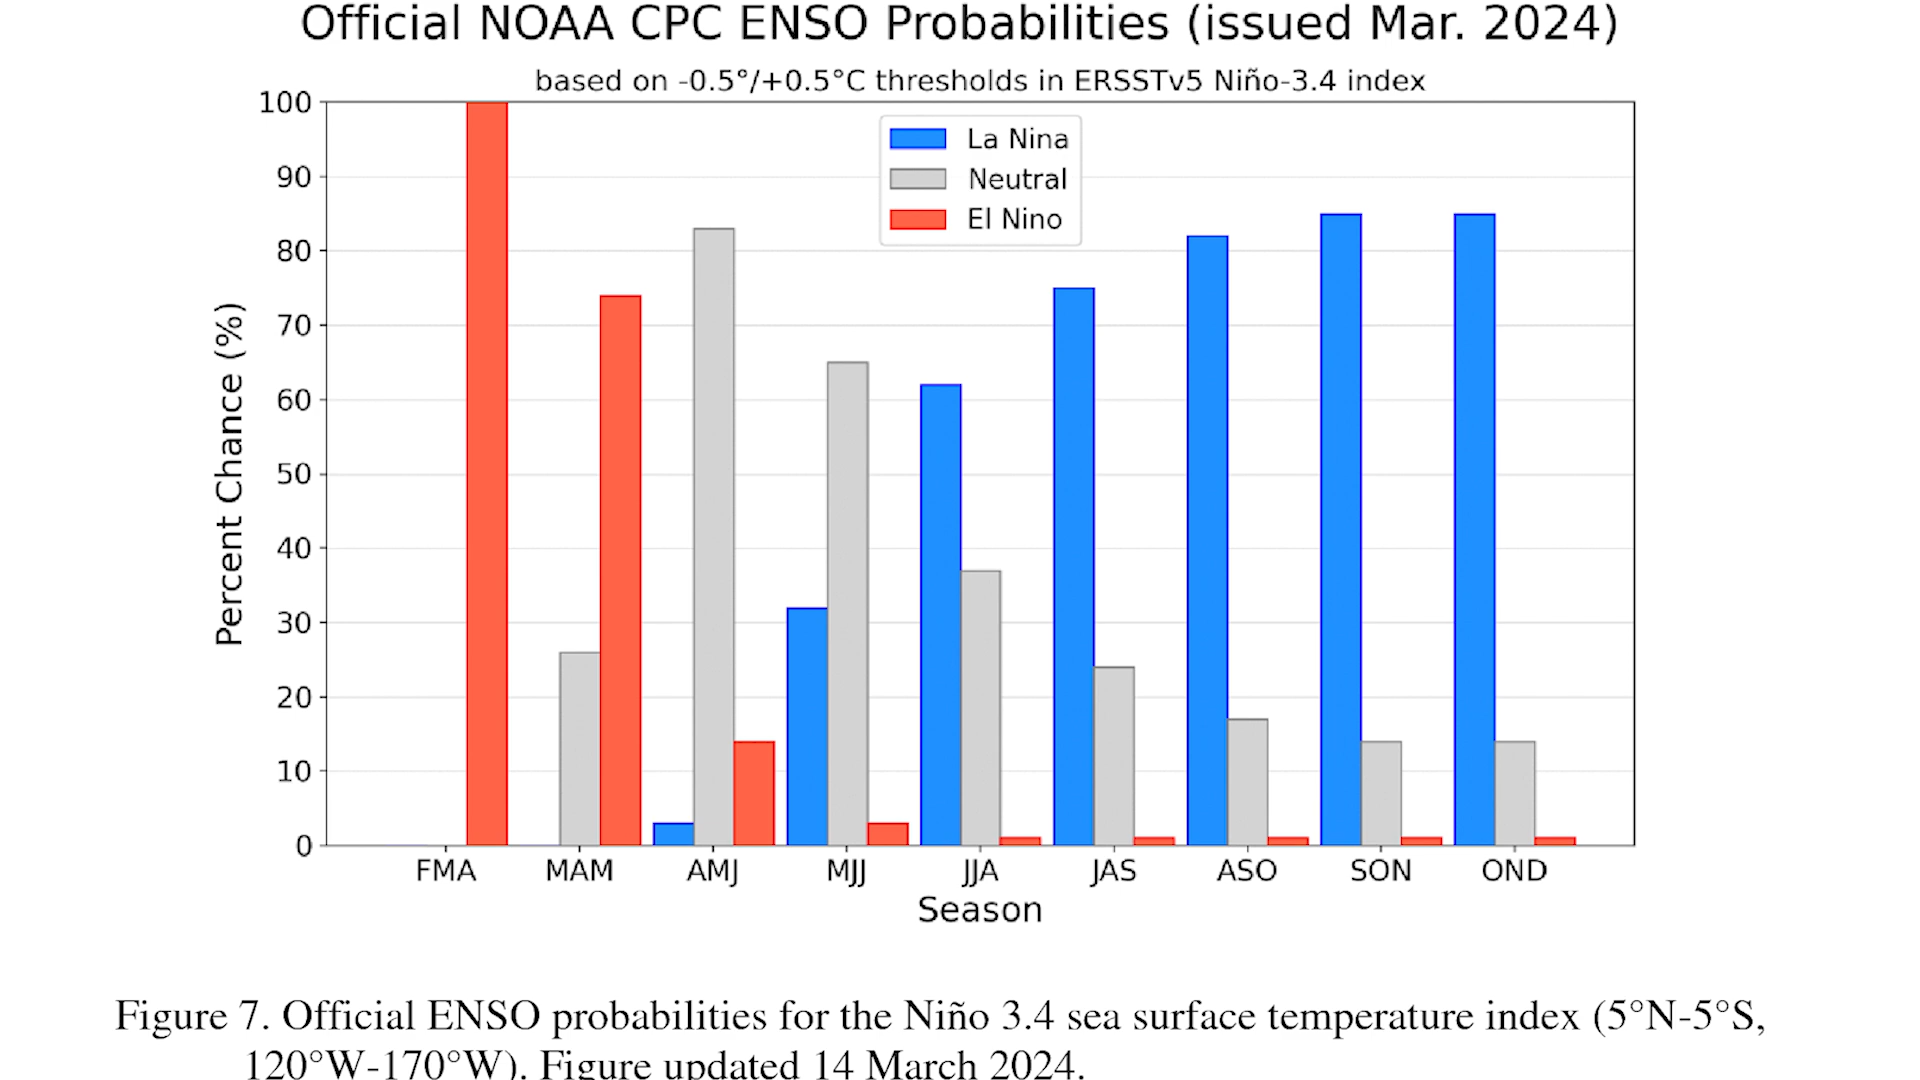 Official NOAA CPC ENSO Probabilities (issued Mar. 2024)
based on -0.5°/+0.5°C thresholds in ERSSTv5 Niño-3.4 index
La Nina
Neutral
El Nino
Percent Chance (%)
100
90
80
70
60
50
40
30
20
10
0
FMA MAM AMJ MJJ JJA JAS ASO SON OND
Season
Figure 7. Official ENSO probabilities for the Niño 3.4 sea surface temperature index (5°N-5°S,
120°W-170°W). Figure updated 14 March 2024.